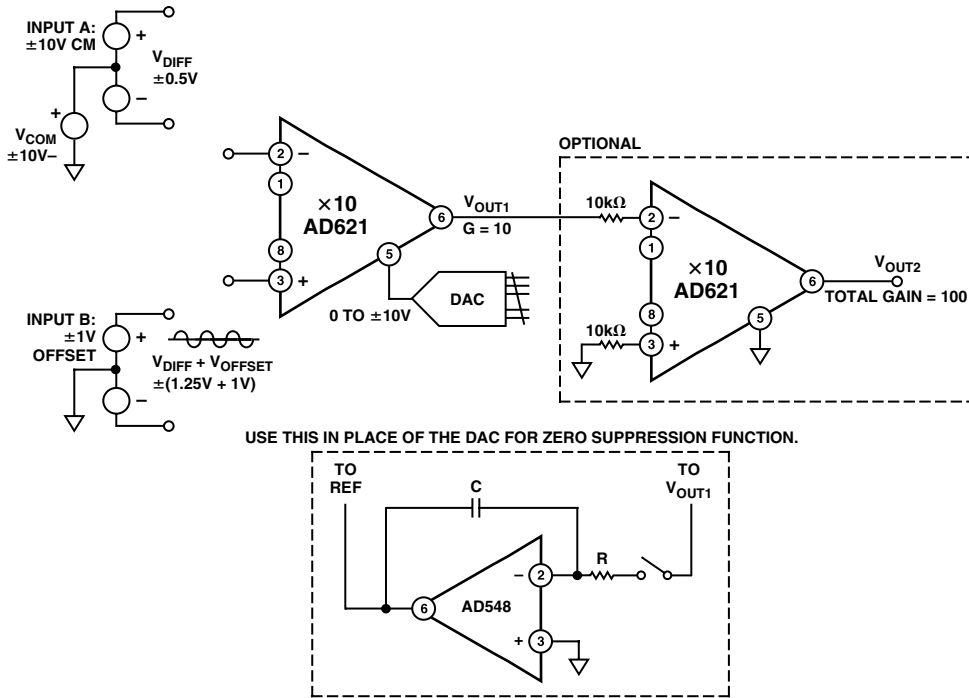 INPUT A:
±10V CM
+
V_DIFF
±0.5V
–
+
V_COM
±10V–
2
–
1
×10
AD621
8
3
+
6
5
V_OUT1
G = 10
DAC
0 TO ±10V
OPTIONAL
10kΩ
2
–
1
×10
AD621
8
10kΩ
3
+
6
5
V_OUT2
TOTAL GAIN = 100
INPUT B:
±1V
OFFSET
+
–
V_DIFF + V_OFFSET
±(1.25V + 1V)
USE THIS IN PLACE OF THE DAC FOR ZERO SUPPRESSION FUNCTION.
TO
REF
C
TO
V_OUT1
R
– 2
6
AD548
+ 3